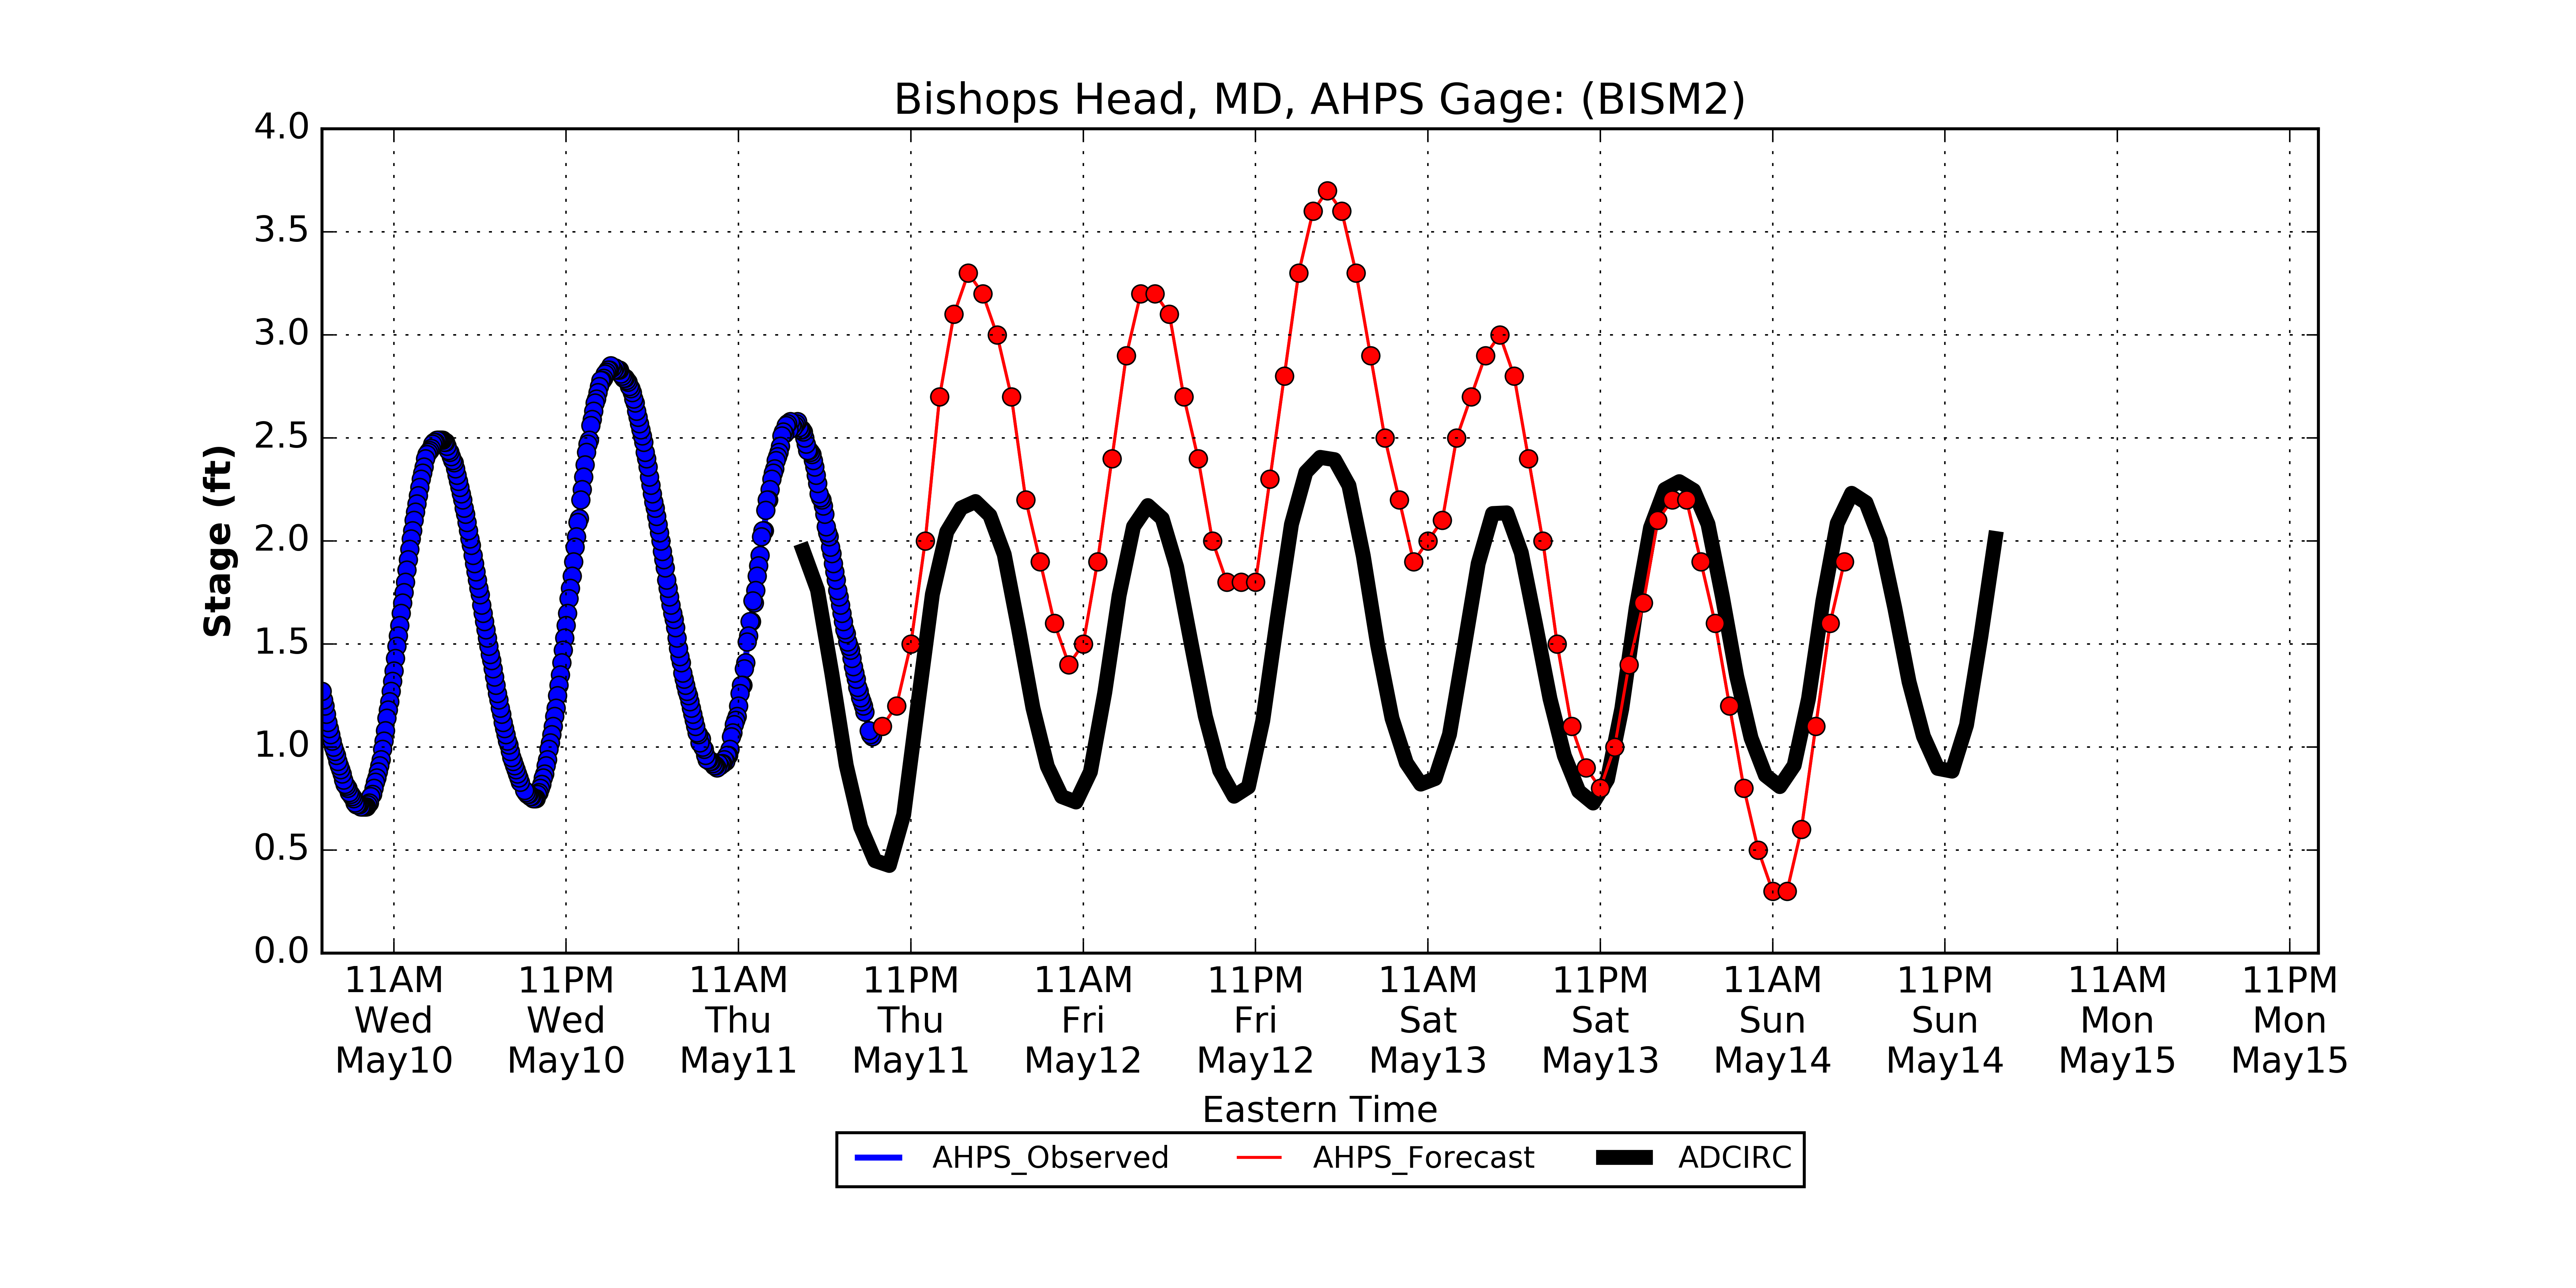 Bishops Head, MD, AHPS Gage: (BISM2)
4.0
3.5
3.0
2.5
2.0
1.5
1.0
0.5
0.0
Stage (ft)
11AM 11PM 11AM 11PM 11AM 11PM 11AM 11PM 11AM 11PM 11AM 11PM
Wed Wed Thu Thu Fri Fri Sat Sat Sun Sun Mon Mon
May10 May10 May11 May11 May12 May12 May13 May13 May14 May14 May15 May15
Eastern Time
AHPS_Observed AHPS_Forecast ADCIRC